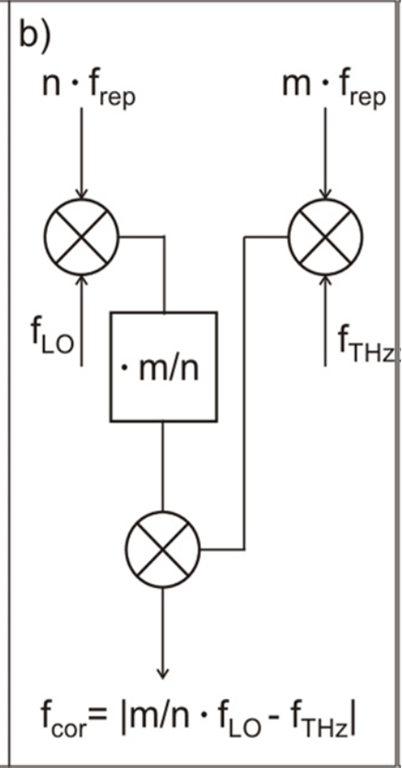 b)
n · f_rep
m · f_rep
f_LO
f_THz
· m/n
f_cor= |m/n · f_LO - f_THz|